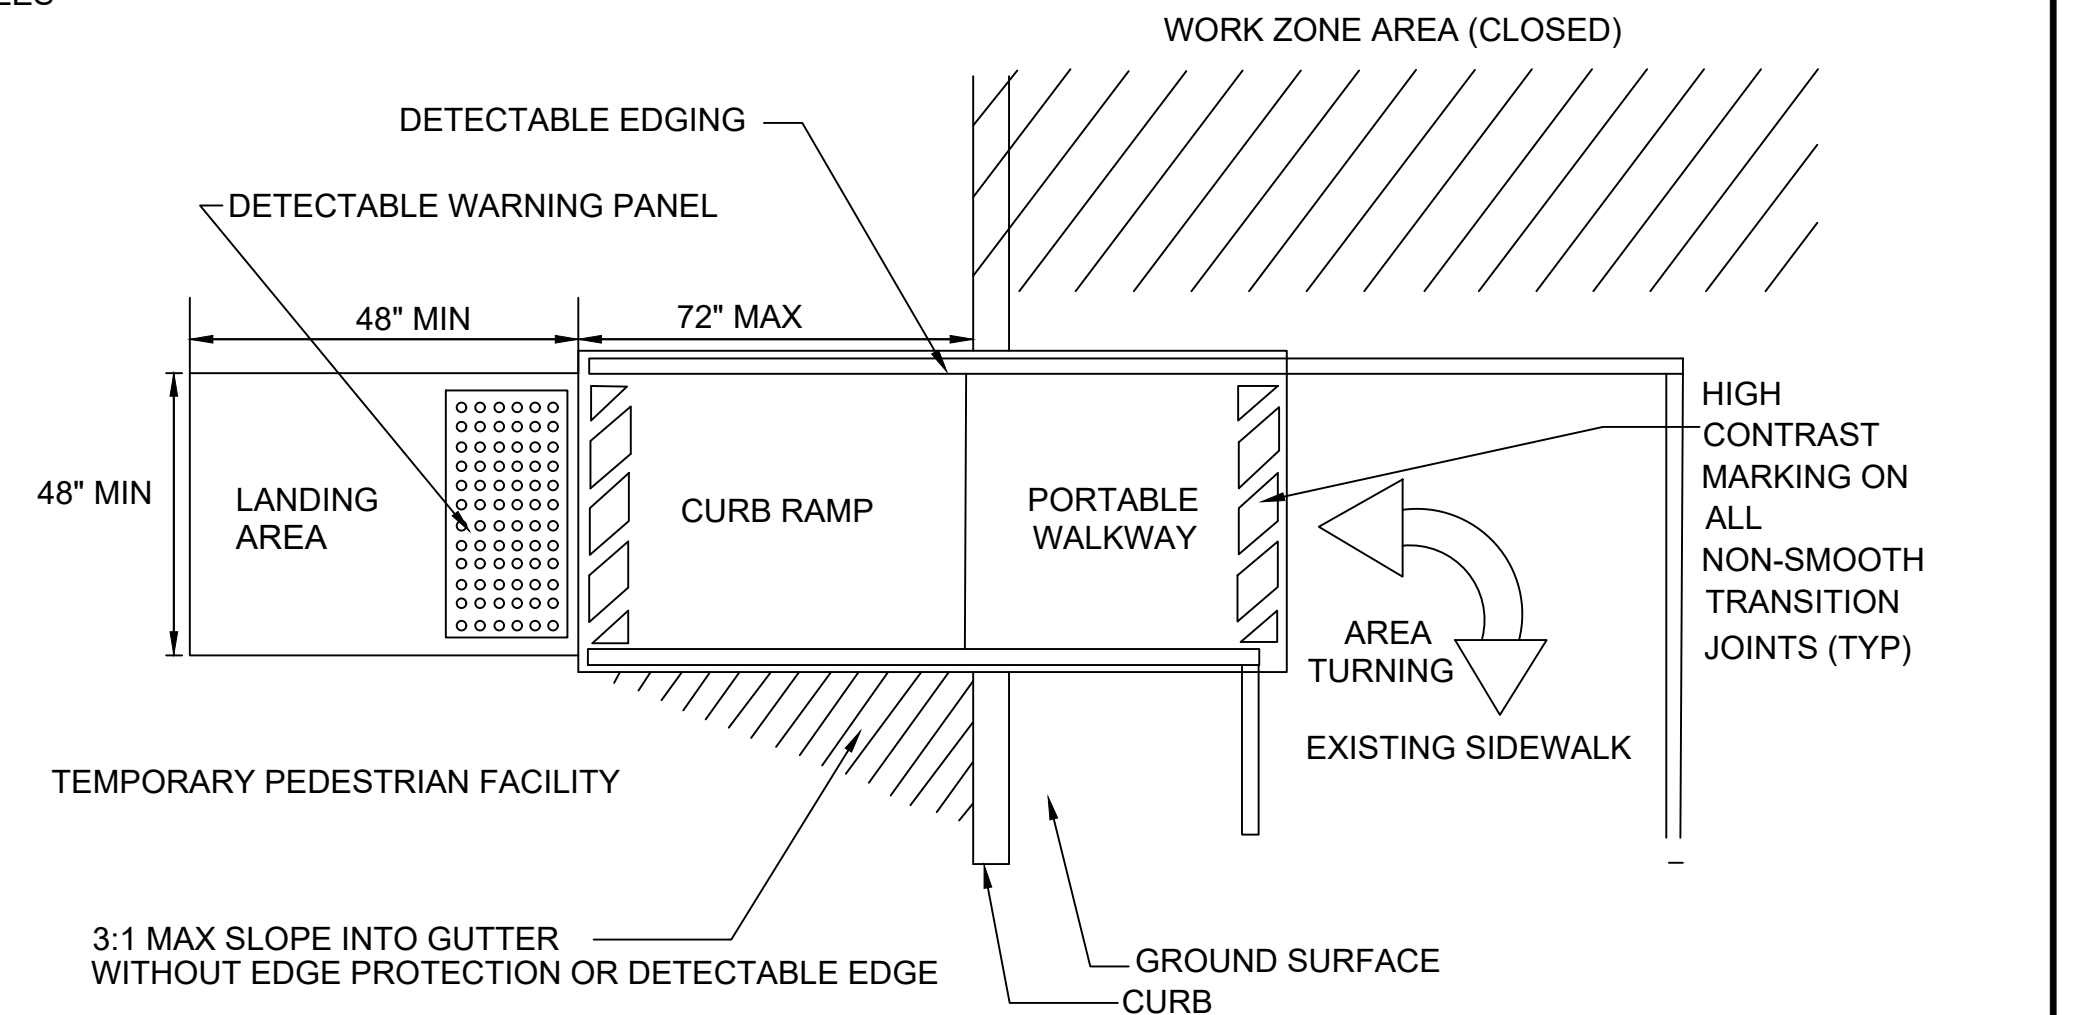 WORK ZONE AREA (CLOSED)
DETECTABLE EDGING
DETECTABLE WARNING PANEL
48" MIN
72" MAX
48" MIN
LANDING
AREA
CURB RAMP
PORTABLE
WALKWAY
HIGH
CONTRAST
MARKING ON
ALL
NON-SMOOTH
TRANSITION
JOINTS (TYP)
AREA
TURNING
EXISTING SIDEWALK
TEMPORARY PEDESTRIAN FACILITY
3:1 MAX SLOPE INTO GUTTER
WITHOUT EDGE PROTECTION OR DETECTABLE EDGE
GROUND SURFACE
CURB